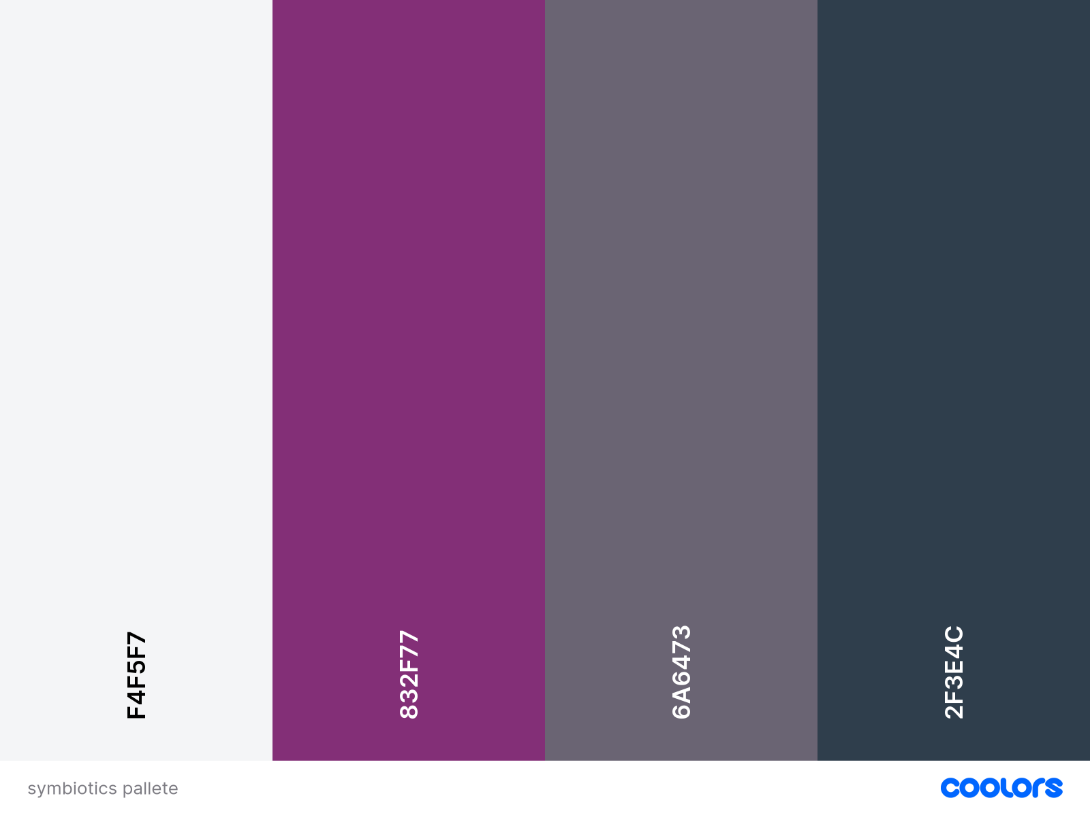 F4F5F7
832F77
6A6473
2F3E4C
symbiotics pallete
coolors